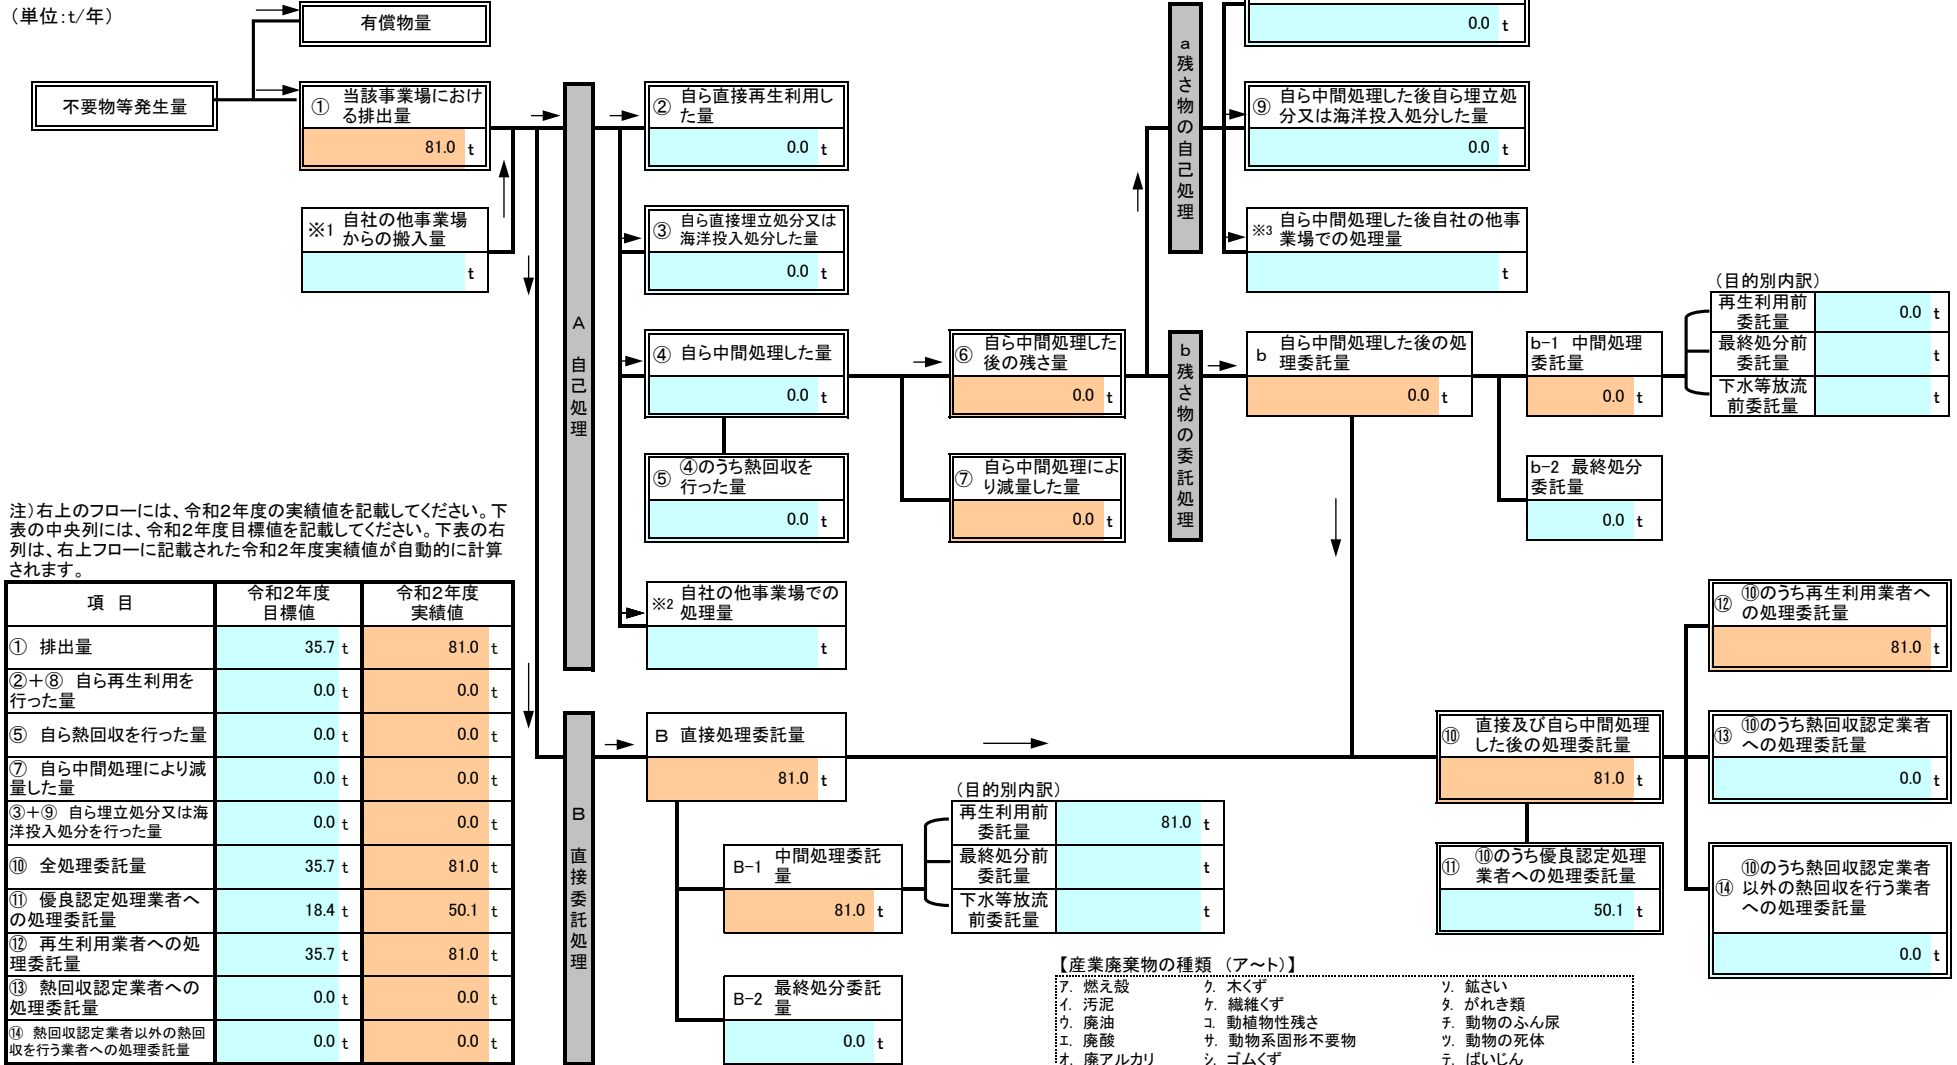 （単位：t/年）
有償物量
不要物等発生量
① 当該事業場におけ
る排出量
81.0 t
※1 自社の他事業場
からの搬入量
t
A 自己処理
② 自ら直接再生利用し
た量
0.0 t
③ 自ら直接埋立処分又は
海洋投入処分した量
0.0 t
④ 自ら中間処理した量
0.0 t
⑤ ④のうち熱回収を
行った量
0.0 t
※2 自社の他事業場での
処理量
t
⑥ 自ら中間処理した
後の残さ量
0.0 t
⑦ 自ら中間処理によ
り減量した量
0.0 t
a 残さ物の自己処理
0.0 t
⑨ 自ら中間処理した後自ら埋立処
分又は海洋投入処分した量
0.0 t
※3 自ら中間処理した後自社の他事
業場での処理量
t
b 残さ物の委託処理
b 自ら中間処理した後の処
理委託量
0.0 t
b-1 中間処理
委託量
0.0 t
b-2 最終処分
委託量
0.0 t
（目的別内訳）
再生利用前
委託量
0.0 t
最終処分前
委託量
t
下水等放流
前委託量
t
注）右上のフローには、令和2年度の実績値を記載してください。下
表の中央列には、令和2年度目標値を記載してください。下表の右
列は、右上フローに記載された令和2年度実績値が自動的に計算
されます。
項 目 令和2年度
目標値 令和2年度
実績値
① 排出量 35.7 t 81.0 t
②＋⑧ 自ら再生利用を
行った量 0.0 t 0.0 t
⑤ 自ら熱回収を行った量 0.0 t 0.0 t
⑦ 自ら中間処理により減
量した量 0.0 t 0.0 t
③＋⑨ 自ら埋立処分又は海
洋投入処分を行った量 0.0 t 0.0 t
⑩ 全処理委託量 35.7 t 81.0 t
⑪ 優良認定処理業者へ
の処理委託量 18.4 t 50.1 t
⑫ 再生利用業者への処
理委託量 35.7 t 81.0 t
⑬ 熱回収認定業者への
処理委託量 0.0 t 0.0 t
⑭ 熱回収認定業者以外の熱回
収を行う業者への処理委託量 0.0 t 0.0 t
B 直接委託処理
B 直接処理委託量
81.0 t
B-1 中間処理委託
量
81.0 t
B-2 最終処分委託
量
0.0 t
（目的別内訳）
再生利用前
委託量
81.0 t
最終処分前
委託量
t
下水等放流
前委託量
t
⑩ 直接及び自ら中間処理
した後の処理委託量
81.0 t
⑪ ⑩のうち優良認定処理
業者への処理委託量
50.1 t
⑫ ⑩のうち再生利用業者へ
の処理委託量
81.0 t
⑬ ⑩のうち熱回収認定業者
への処理委託量
0.0 t
⑭ ⑩のうち熱回収認定業者
以外の熱回収を行う業者
への処理委託量
0.0 t
【産業廃棄物の種類 （ア～ト）】
ア. 燃え殻 ク. 木くず ソ. 鉱さい
イ. 汚泥 ケ. 繊維くず タ. がれき類
ウ. 廃油 コ. 動植物性残さ チ. 動物のふん尿
エ. 廃酸 サ. 動物系固形不要物 ツ. 動物の死体
オ. 廃アルカリ シ. ゴムくず テ. ばいじん